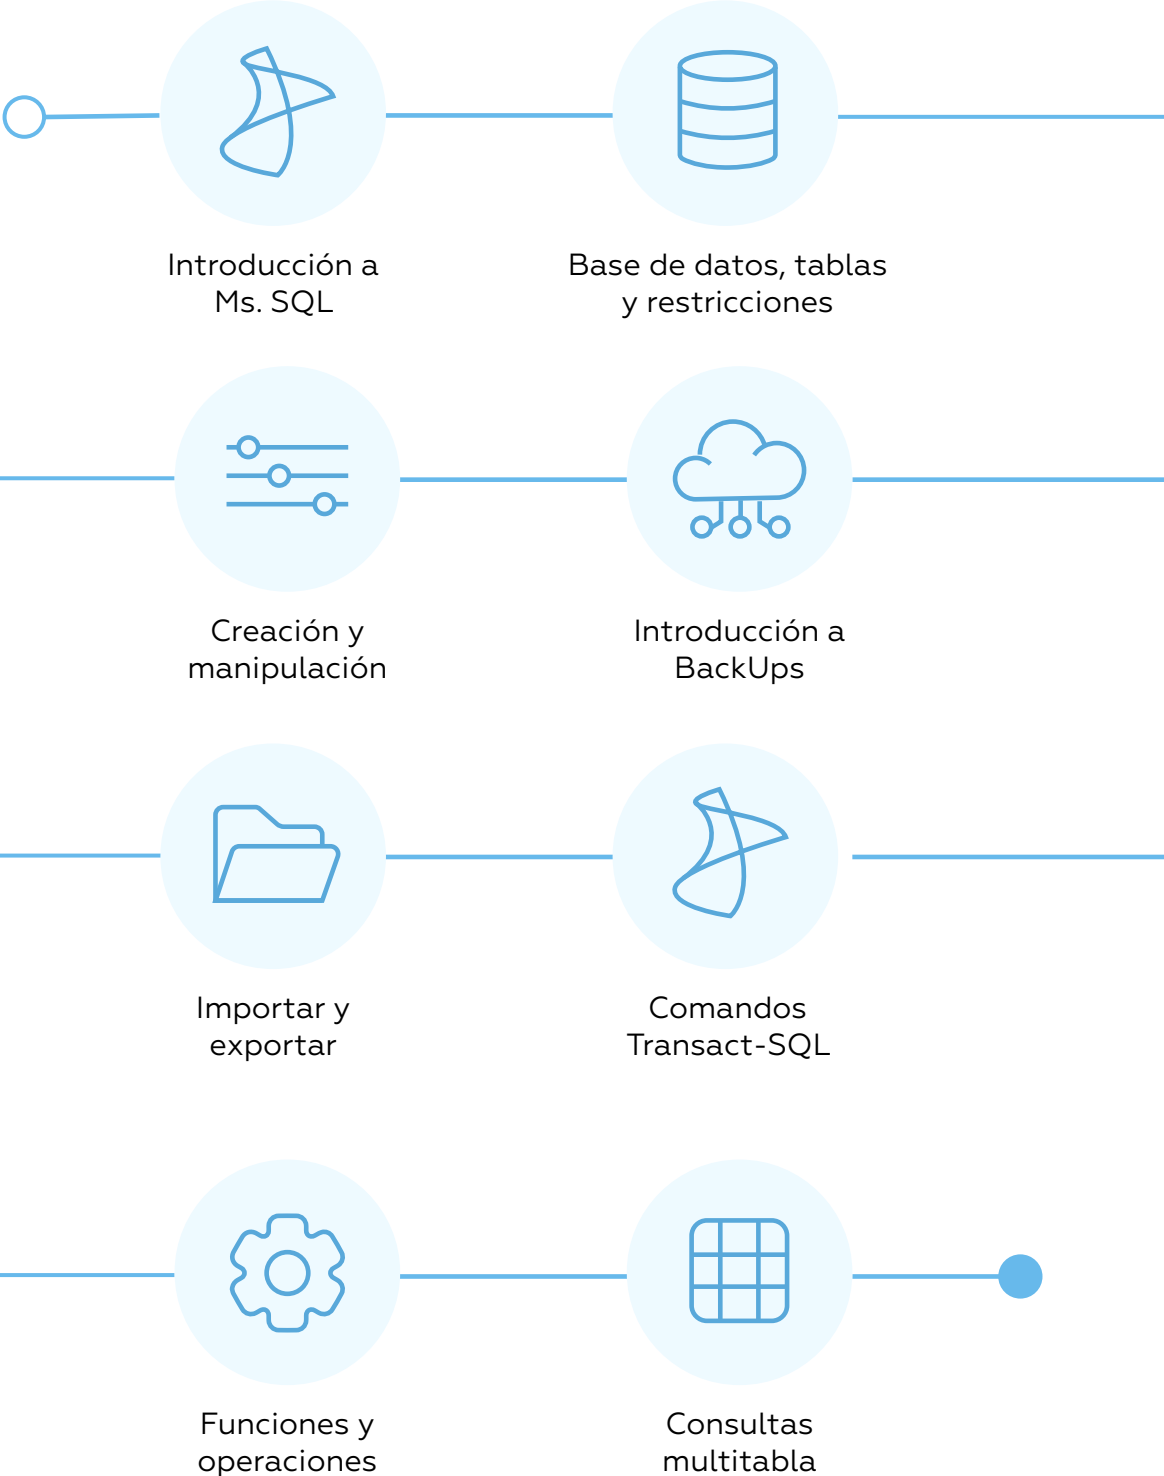 Introducción a
Ms. SQL
Base de datos, tablas
y restricciones
Creación y
manipulación
Introducción a
BackUps
Importar y
exportar
Comandos
Transact-SQL
Funciones y
operaciones
Consultas
multitabla